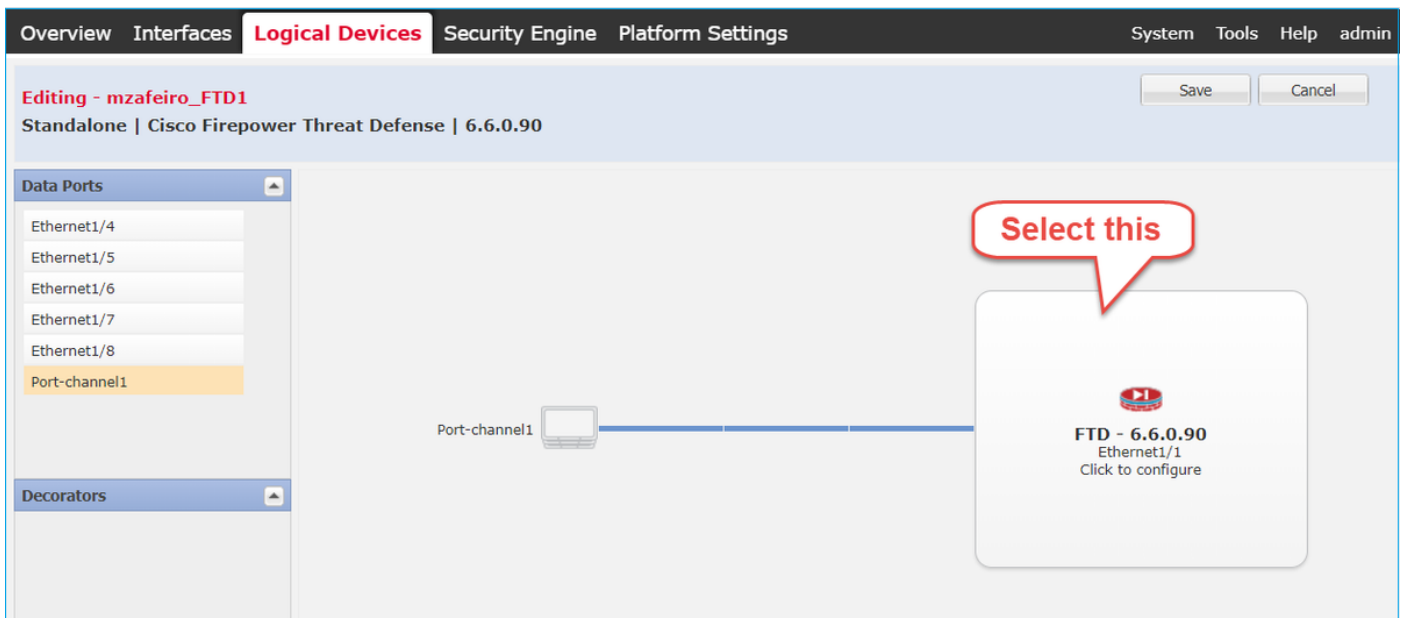 Overview Interfaces Logical Devices Security Engine Platform Settings System Tools Help admin
Editing - mzafeiro_FTD1
Save Cancel
Standalone | Cisco Firepower Threat Defense | 6.6.0.90
Data Ports
Ethernet1/4
Ethernet1/5
Ethernet1/6
Ethernet1/7
Ethernet1/8
Port-channel1
Decorators
Port-channel1
Select this
FTD - 6.6.0.90
Ethernet1/1
Click to configure